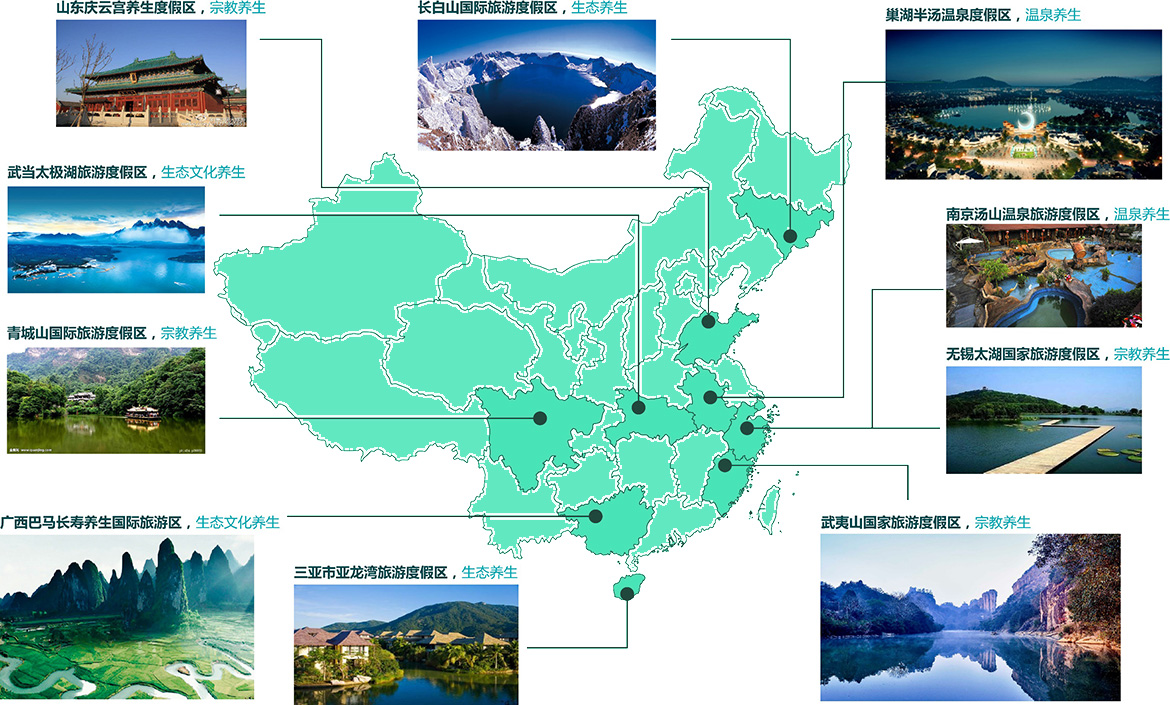 山东庆云宫养生度假区，宗教养生
长白山国际旅游度假区，生态养生
巢湖半汤温泉度假区，温泉养生
武当太极湖旅游度假区，生态文化养生
南京汤山温泉旅游度假区，温泉养生
青城山国际旅游度假区，宗教养生
无锡太湖国家旅游度假区，宗教养生
广西巴马长寿养生国际旅游区，生态文化养生
三亚市亚龙湾旅游度假区，生态养生
武夷山国家旅游度假区，宗教养生